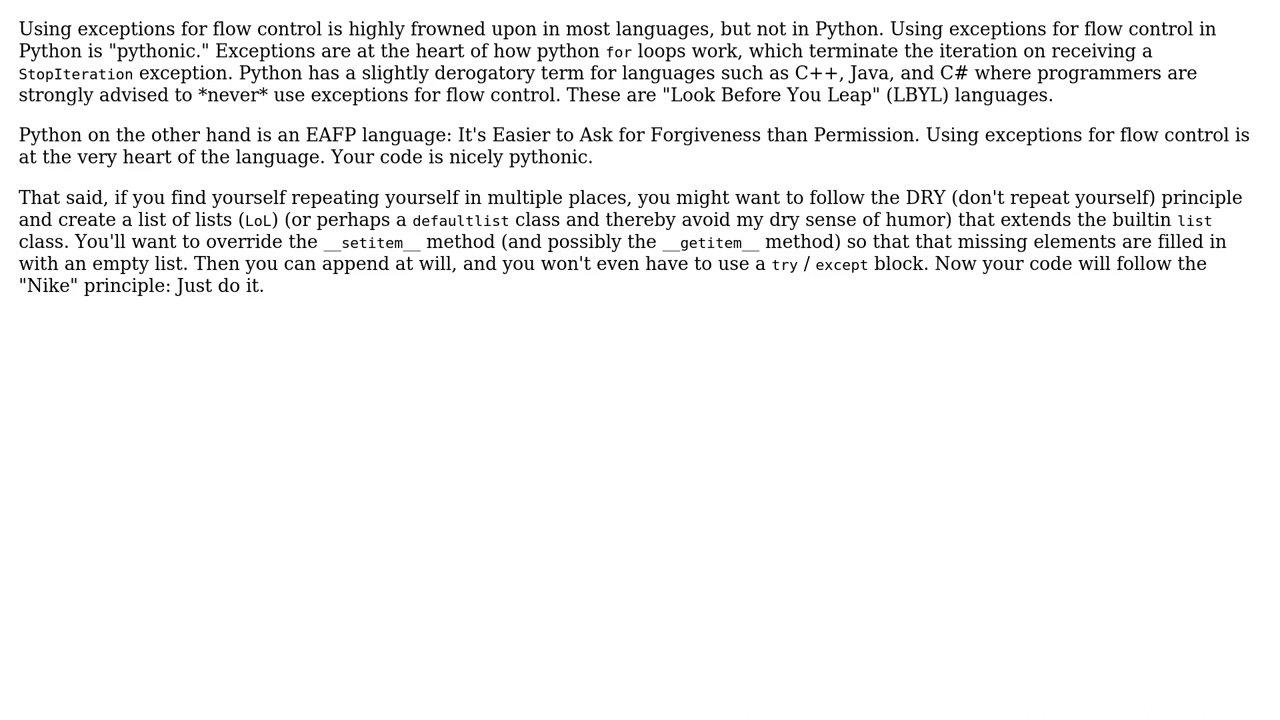 Using exceptions for flow control is highly frowned upon in most languages, but not in Python. Using exceptions for flow control in
Python is "pythonic." Exceptions are at the heart of how python for loops work, which terminate the iteration on receiving a
StopIteration exception. Python has a slightly derogatory term for languages such as C++, Java, and C# where programmers are
strongly advised to *never* use exceptions for flow control. These are "Look Before You Leap" (LBYL) languages.
Python on the other hand is an EAFP language: It's Easier to Ask for Forgiveness than Permission. Using exceptions for flow control is
at the very heart of the language. Your code is nicely pythonic.
That said, if you find yourself repeating yourself in multiple places, you might want to follow the DRY (don't repeat yourself) principle
and create a list of lists (LoL) (or perhaps a defaultlist class and thereby avoid my dry sense of humor) that extends the builtin list
class. You'll want to override the __setitem__ method (and possibly the __getitem__ method) so that that missing elements are filled in
with an empty list. Then you can append at will, and you won't even have to use a try / except block. Now your code will follow the
"Nike" principle: Just do it.